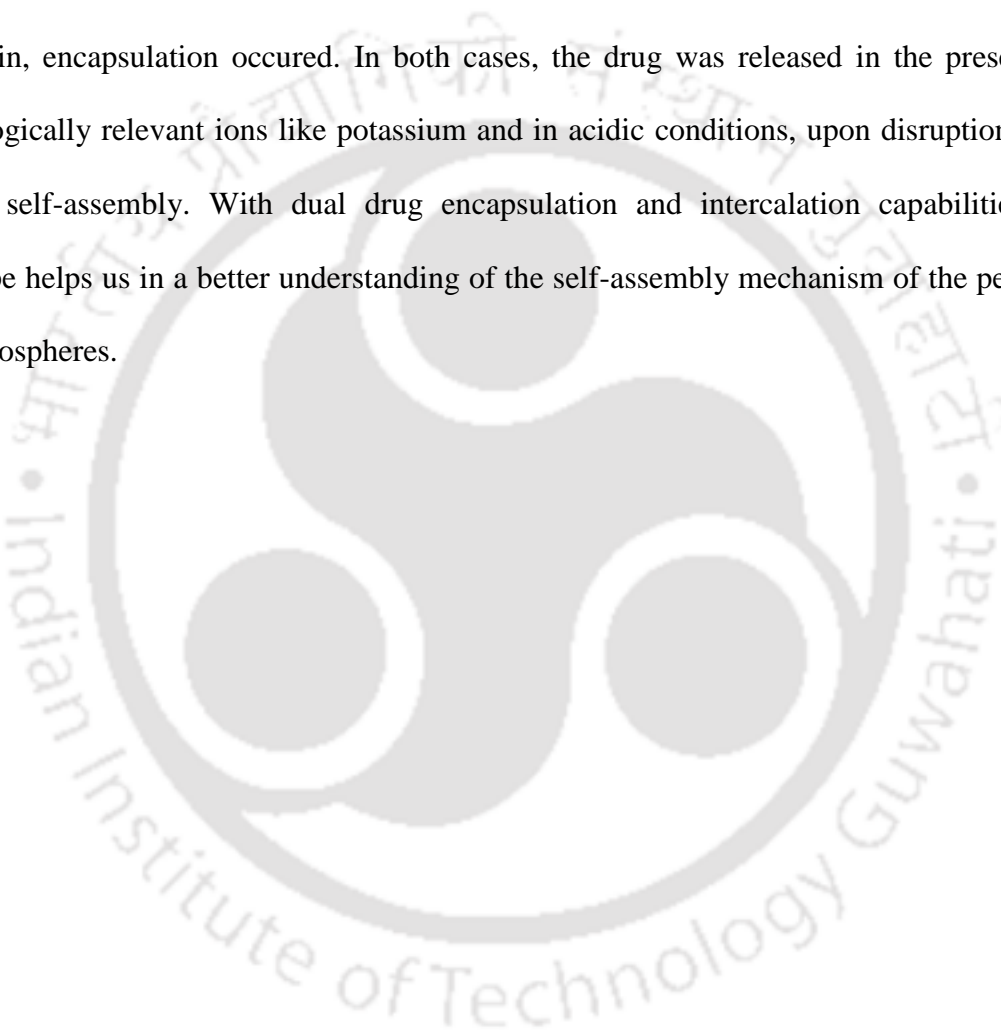 in, encapsulation occured. In both cases, the drug was released in the prese
ogically relevant ions like potassium and in acidic conditions, upon disruption
self-assembly. With dual drug encapsulation and intercalation capabiliti
e helps us in a better understanding of the self-assembly mechanism of the pe
ospheres.
भारतीय प्रौद्योगिकी संस्थान गुवाहाटी
• Indian Institute of Technology Guwahati •